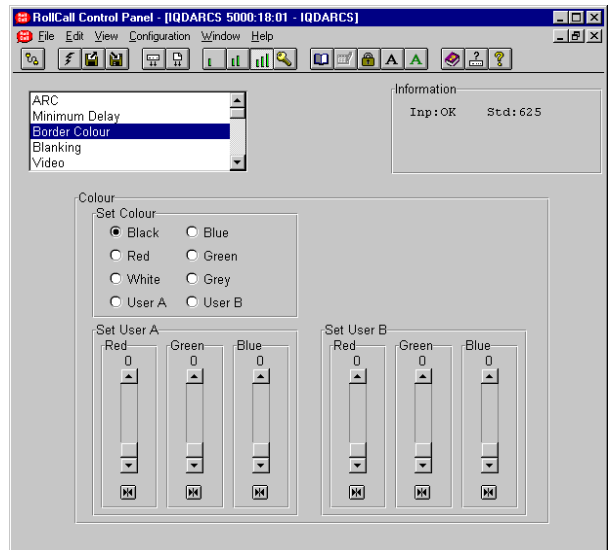 RollCall Control Panel - [IQDARCS 5000:18:01 - IQDARCS]
File Edit View Configuration Window Help
A A
ARC
Minimum Delay
Border Colour
Blanking
Video
Information
Inp:OK Std:625
Colour
Set Colour
Black Blue
Red Green
White Grey
User A User B
Set User A Set User B
Red Green Blue Red Green Blue
0 0 0 0 0 0